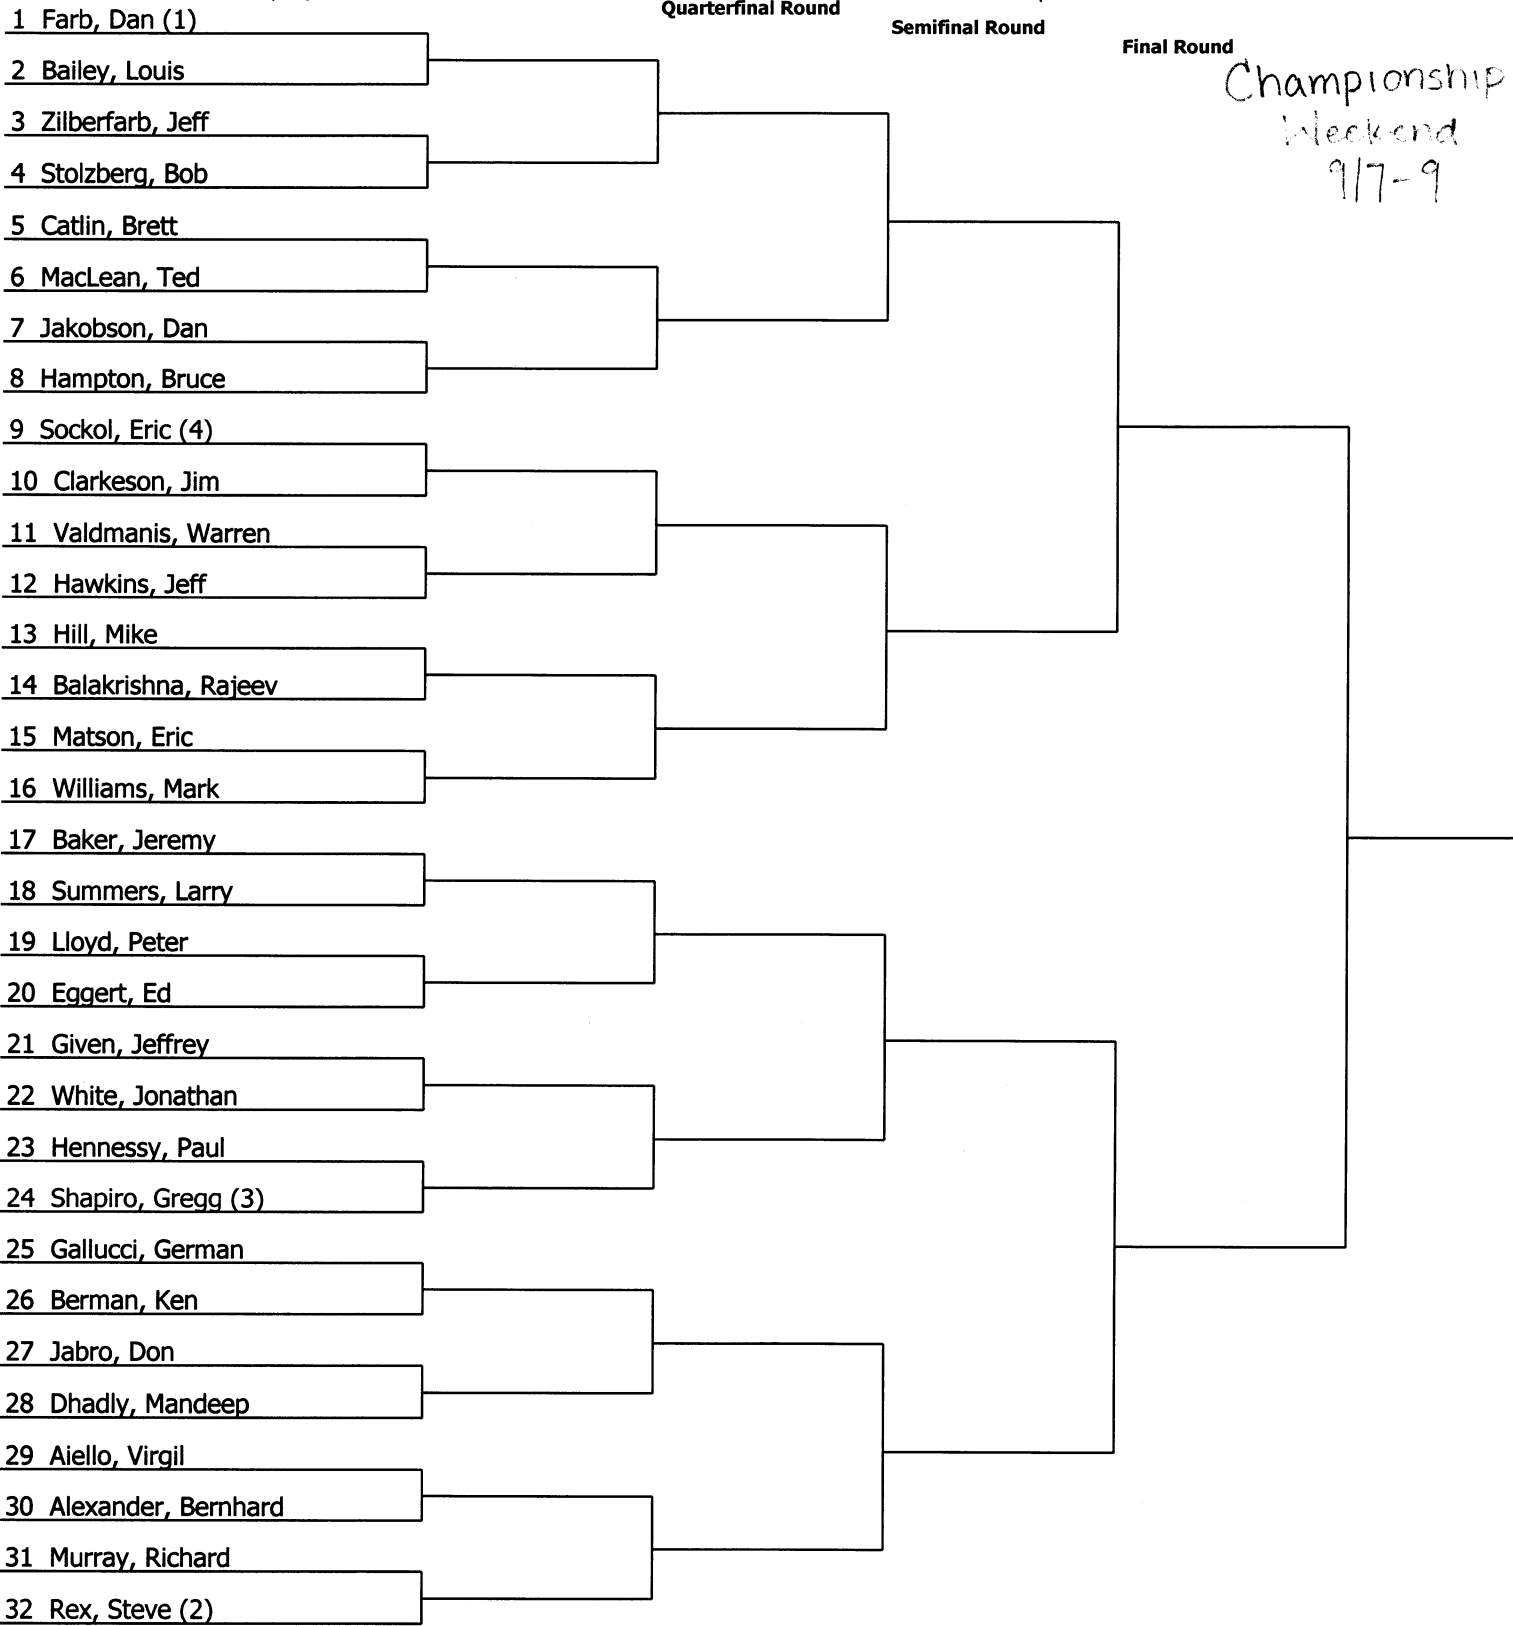 Quarterfinal Round
Semifinal Round
Final Round
Championship
Weekend
9/7-9
1 Farb, Dan (1)
2 Bailey, Louis
3 Zilberfarb, Jeff
4 Stolzberg, Bob
5 Catlin, Brett
6 MacLean, Ted
7 Jakobson, Dan
8 Hampton, Bruce
9 Sockol, Eric (4)
10 Clarkeson, Jim
11 Valdmanis, Warren
12 Hawkins, Jeff
13 Hill, Mike
14 Balakrishna, Rajeev
15 Matson, Eric
16 Williams, Mark
17 Baker, Jeremy
18 Summers, Larry
19 Lloyd, Peter
20 Eggert, Ed
21 Given, Jeffrey
22 White, Jonathan
23 Hennessy, Paul
24 Shapiro, Gregg (3)
25 Gallucci, German
26 Berman, Ken
27 Jabro, Don
28 Dhadly, Mandeep
29 Aiello, Virgil
30 Alexander, Bernhard
31 Murray, Richard
32 Rex, Steve (2)